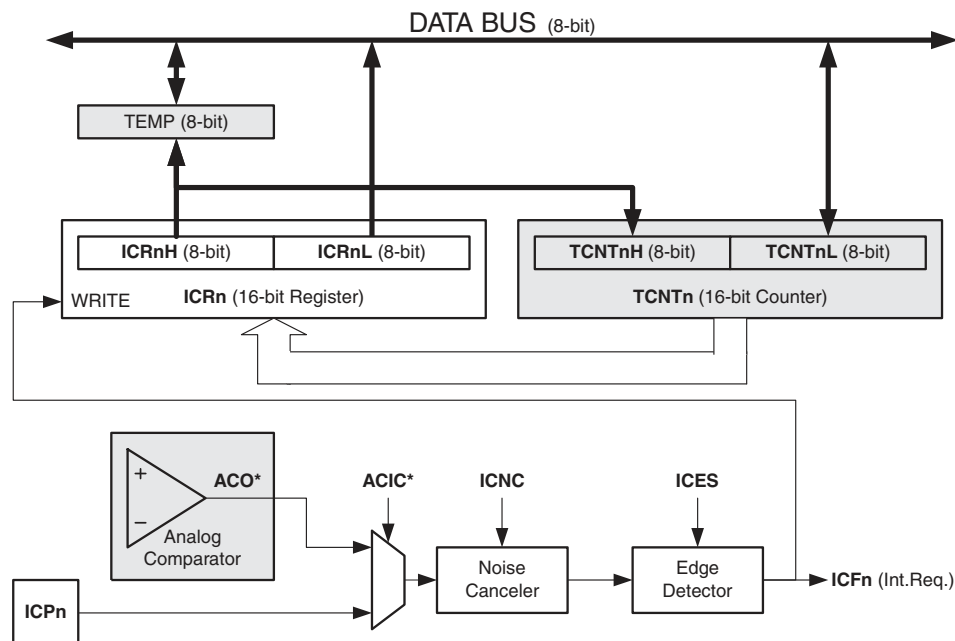 DATA BUS (8-bit)
TEMP (8-bit)
ICRnH (8-bit)
ICRnL (8-bit)
TCNTnH (8-bit)
TCNTnL (8-bit)
WRITE
ICRn (16-bit Register)
TCNTn (16-bit Counter)
+
−
ACO*
Analog
Comparator
ACIC*
ICNC
ICES
Noise
Canceler
Edge
Detector
ICFn (Int.Req.)
ICPn